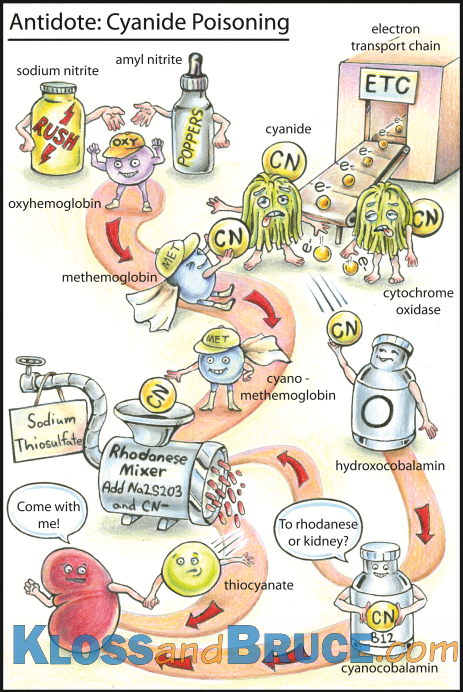 Antidote: Cyanide Poisoning
electron
transport chain
amyl nitrite
sodium nitrite
ETC
RUSH
POPPERS
cyanide
CN
OXY
e-
e-
e-
e-
oxyhemoglobin
CN
CN
e-
e-
MET
methemoglobin
cytochrome
oxidase
CN
MET
cyano -
methemoglobin
CN
O
Sodium
Thiosulfate
Rhodanese
Mixer
Add Na2S2O3
and CN-
hydroxocobalamin
Come with
me!
To rhodanese
or kidney?
thiocyanate
CN
B12
KLOSSandBRUCE.com
cyanocobalamin